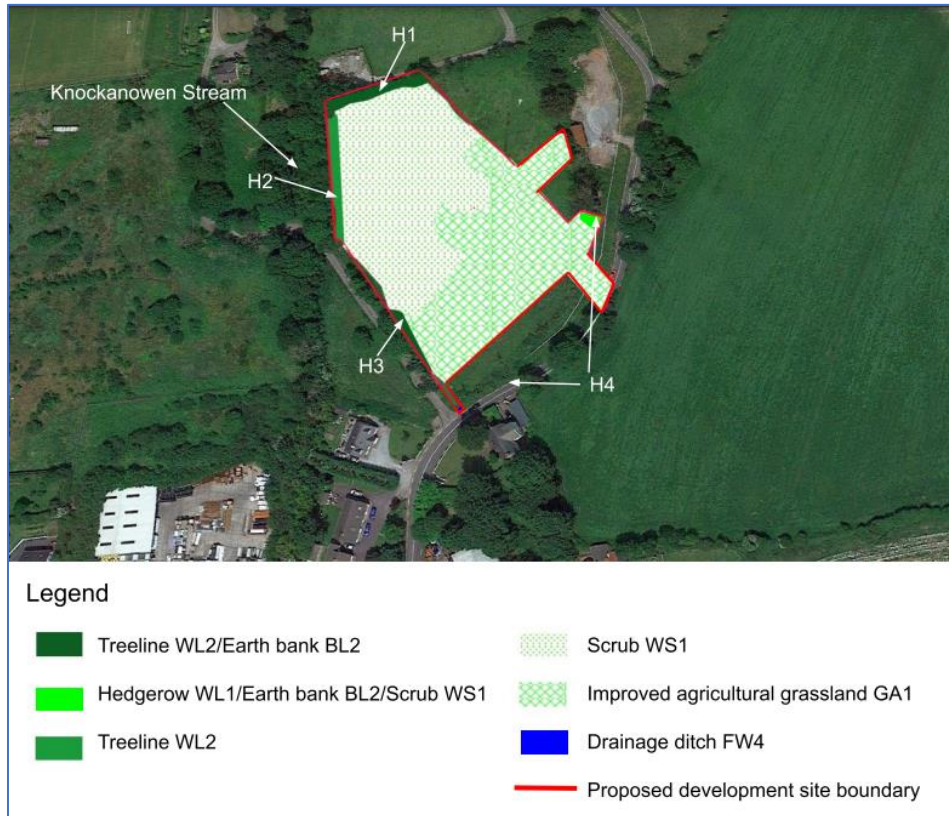 H1
Knockanowen Stream
H2
H3
H4
Legend
Treeline WL2/Earth bank BL2
Hedgerow WL1/Earth bank BL2/Scrub WS1
Treeline WL2
Scrub WS1
Improved agricultural grassland GA1
Drainage ditch FW4
Proposed development site boundary